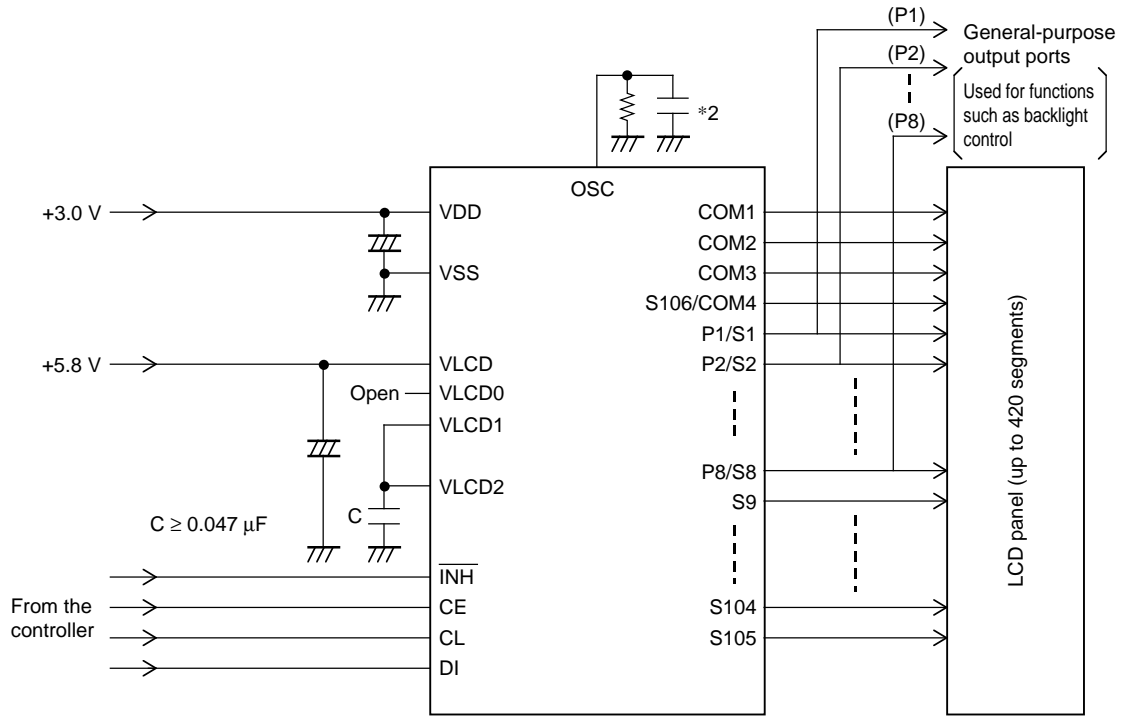 (P1)
General-purpose
output ports
(P2)
Used for functions
such as backlight
control
(P8)
*2
OSC
+3.0 V
VDD
VSS
+5.8 V
VLCD
Open
VLCD0
VLCD1
VLCD2
C
C ≥ 0.047 μF
INH
From the
controller
CE
CL
DI
COM1
COM2
COM3
S106/COM4
P1/S1
P2/S2
P8/S8
S9
S104
S105
LCD panel (up to 420 segments)